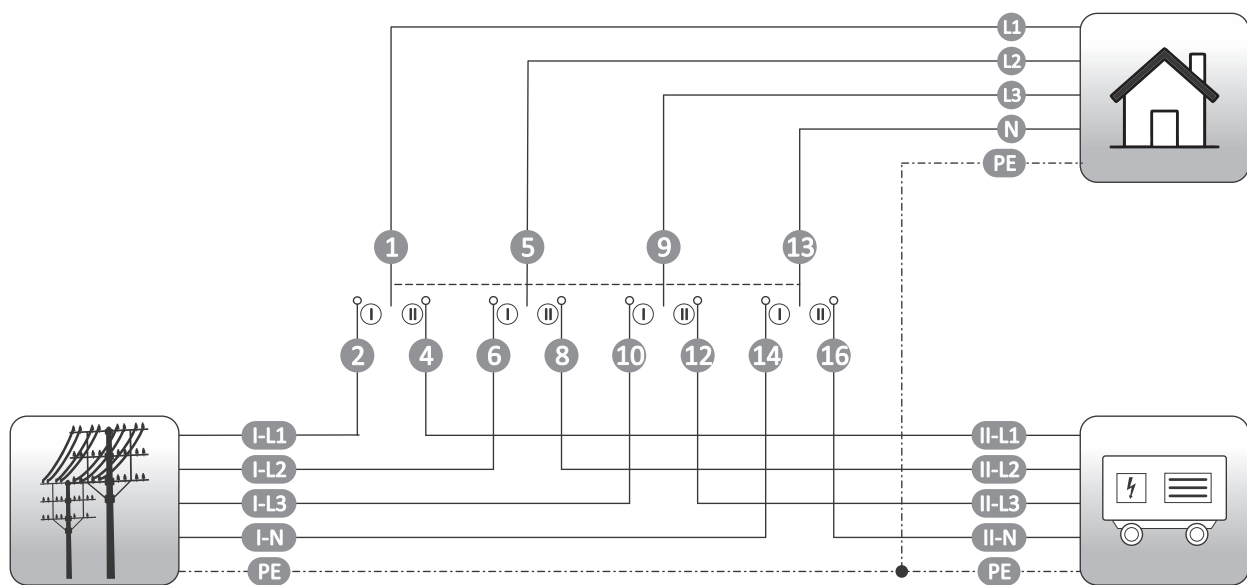 L1
L2
L3
N
PE
1 5 9 13
I II I II I II I II
2 4 6 8 10 12 14 16
I-L1 II-L1
I-L2 II-L2
I-L3 II-L3
I-N II-N
PE PE